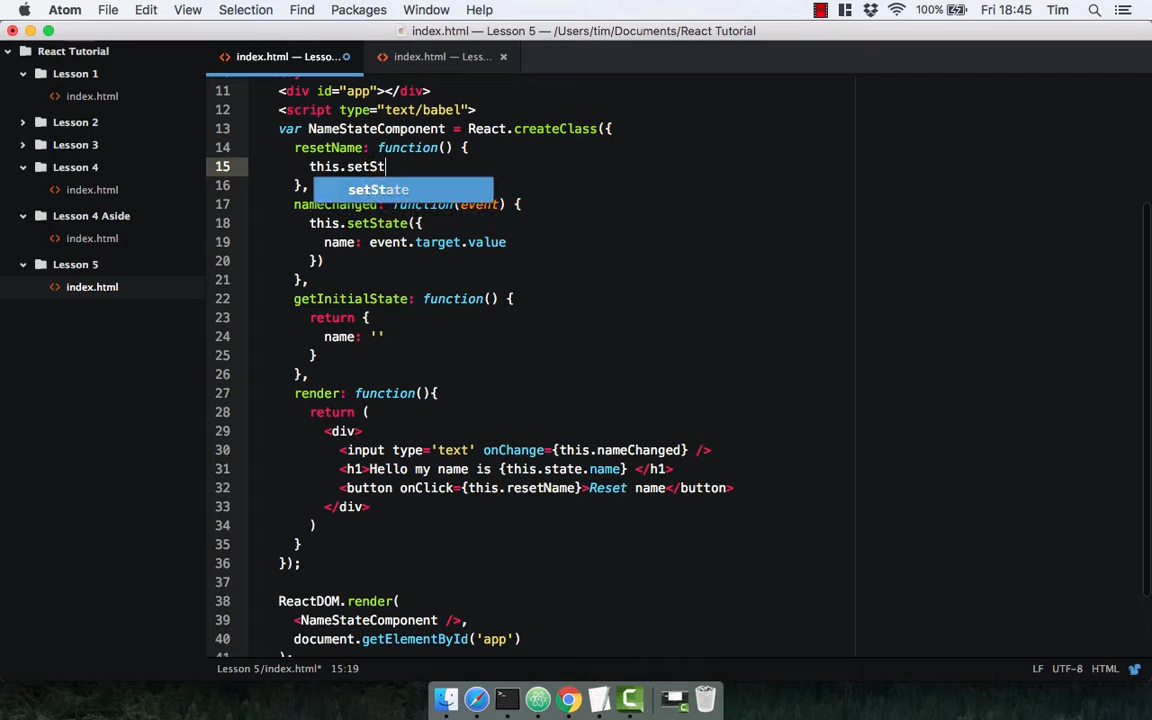 Atom File Edit View Selection Find Packages Window Help 100% Fri 18:45 Tim
index.html — Lesson 5 — /Users/tim/Documents/React Tutorial
React Tutorial
Lesson 1
index.html
Lesson 2
Lesson 3
Lesson 4
index.html
Lesson 4 Aside
index.html
Lesson 5
index.html
index.html — Lesso...
index.html — Less...
11 <div id="app"></div>
12 <script type="text/babel">
13 var NameStateComponent = React.createClass({
14 resetName: function() {
15 this.setSt
setState
16 },
17 nameChanged: function(event) {
18 this.setState({
19 name: event.target.value
20 })
21 },
22 getInitialState: function() {
23 return {
24 name: ''
25 }
26 },
27 render: function(){
28 return (
29 <div>
30 <input type='text' onChange={this.nameChanged} />
31 <h1>Hello my name is {this.state.name} </h1>
32 <button onClick={this.resetName}>Reset name</button>
33 </div>
34 )
35 }
36 });
37
38 ReactDOM.render(
39 <NameStateComponent />,
40 document.getElementById('app')
Lesson 5/index.html* 15:19 LF UTF-8 HTML